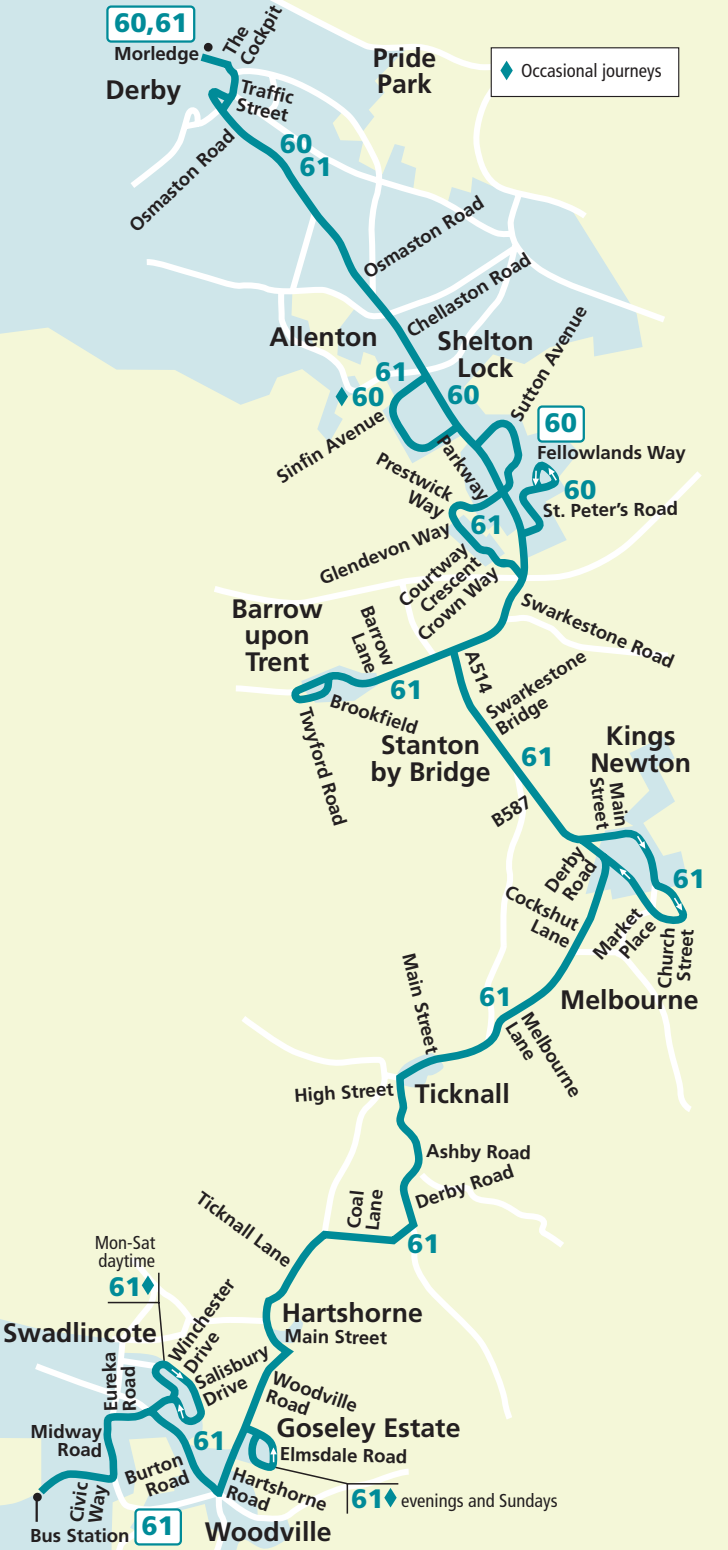 60,61
Morledge
The
Cockpit
Pride
Park
♦ Occasional journeys
Derby
Traffic
Street
60
61
Osmaston Road
Osmaston Road
Chellaston Road
Allenton
Shelton
Lock
Sutton Avenue
61
♦ 60
60
Sinfin Avenue
Parkway
60
Fellowlands Way
60
St. Peter's Road
Prestwick
Way
61
Glendevon Way
Courtway
Crescent
Crown Way
Swarkestone Road
Barrow
upon
Trent
Barrow
Lane
61
A514
Swarkestone
Bridge
Brookfield
Twyford Road
Stanton
by Bridge
61
Kings
Newton
B587
Main
Street
Derby
Road
61
Cockshut
Lane
Market
Place
Church
Street
Melbourne
Main Street
61
Melbourne
Lane
High Street
Ticknall
Ashby Road
Derby Road
Coal
Lane
61
Ticknall Lane
Mon-Sat
daytime
61♦
Hartshorne
Main Street
Swadlincote
Winchester
Drive
Salisbury
Drive
Eureka
Road
Woodville
Road
Goseley Estate
Elmsdale Road
Midway
Road
61
Burton
Road
Hartshorne
Road
61♦ evenings and Sundays
Civic
Way
Bus Station
61
Woodville